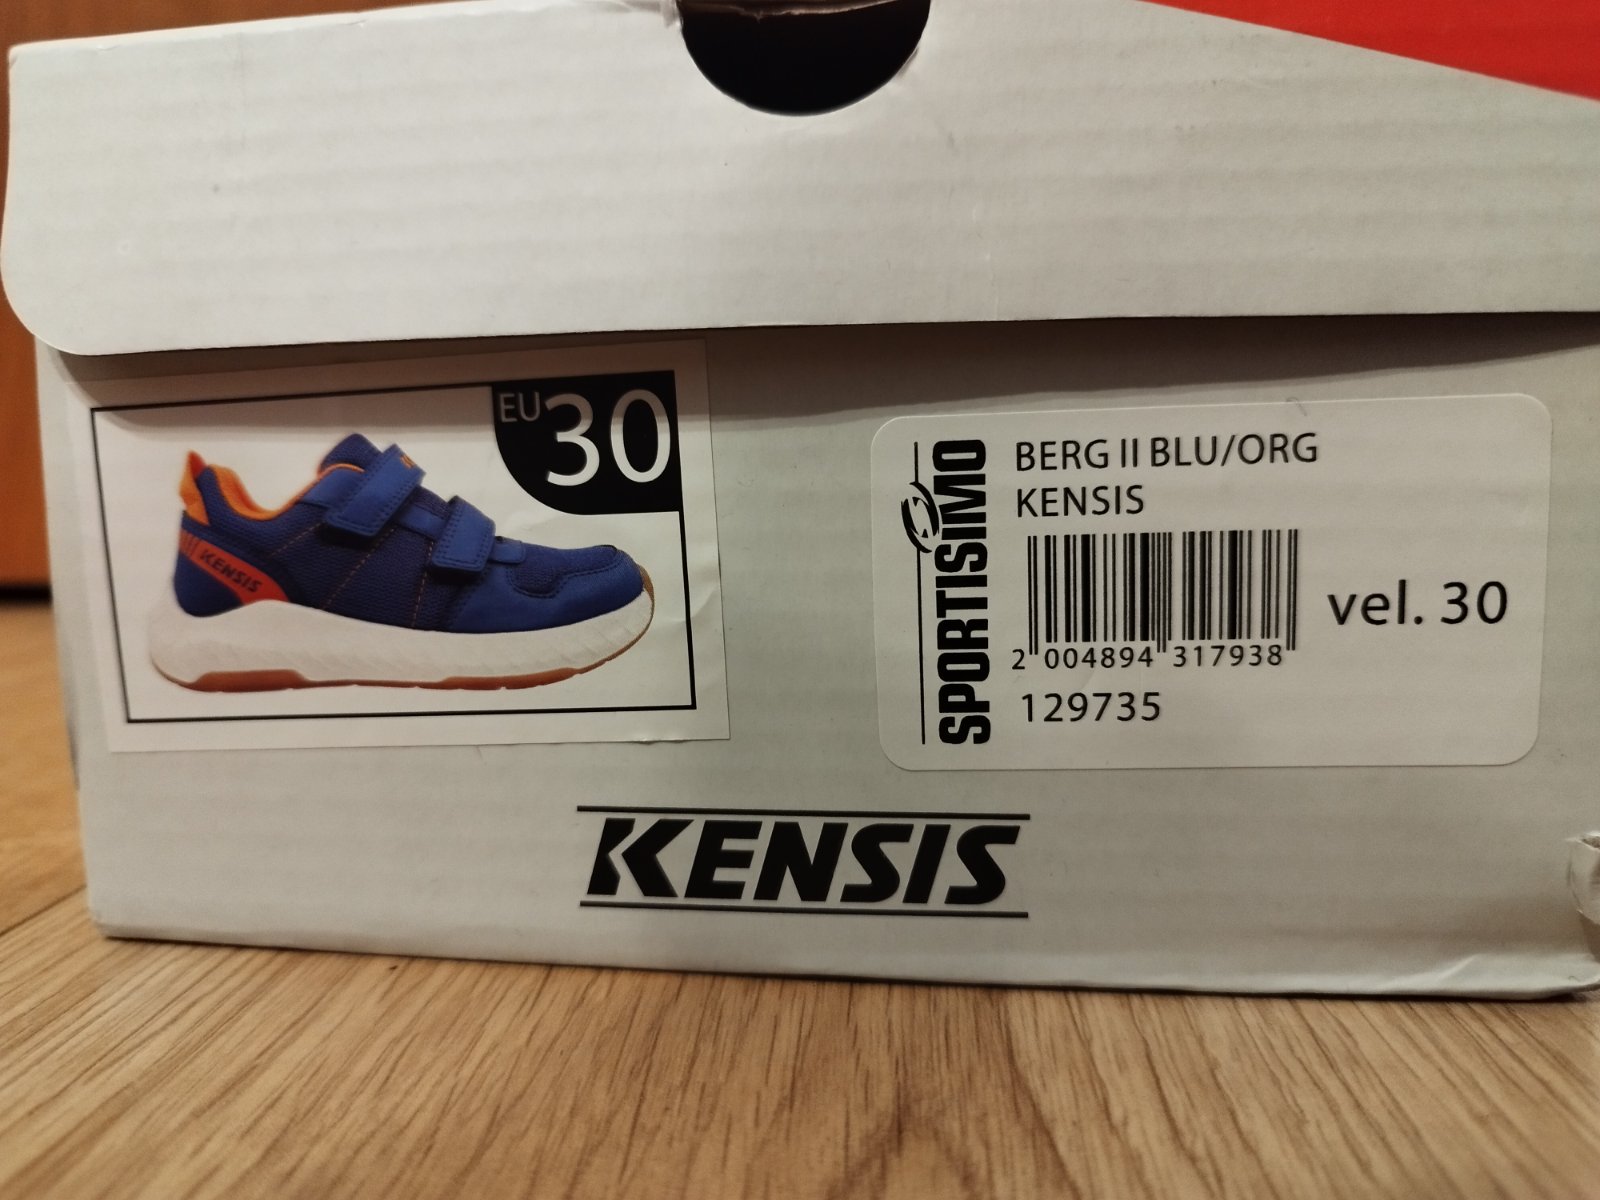 EU 30
KENSIS
SPORTISIMO
BERG II BLU/ORG
KENSIS
2 004894 317938
vel. 30
129735
KENSIS